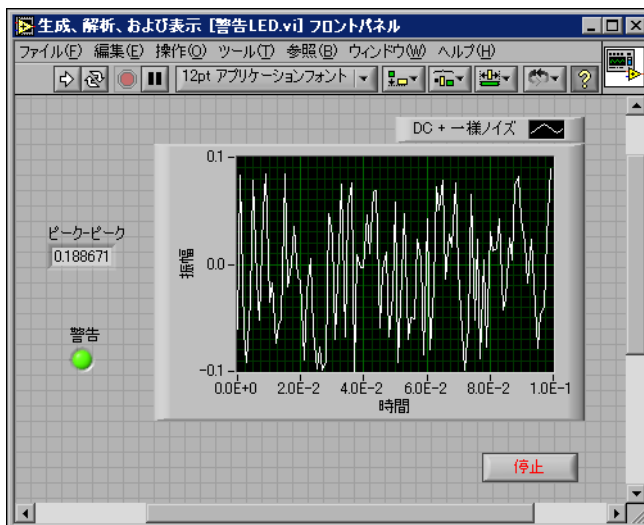 生成、解析、および表示 [警告LED.vi] フロントパネル
ファイル(F) 編集(E) 操作(O) ツール(T) 参照(B) ウィンドウ(W) ヘルプ(H)
12pt アプリケーションフォント
?
DC + 一様ノイズ
0.1
0.0
-0.1
振幅
0.0E+0 2.0E-2 4.0E-2 6.0E-2 8.0E-2 1.0E-1
時間
ピーク-ピーク
0.188671
警告
停止